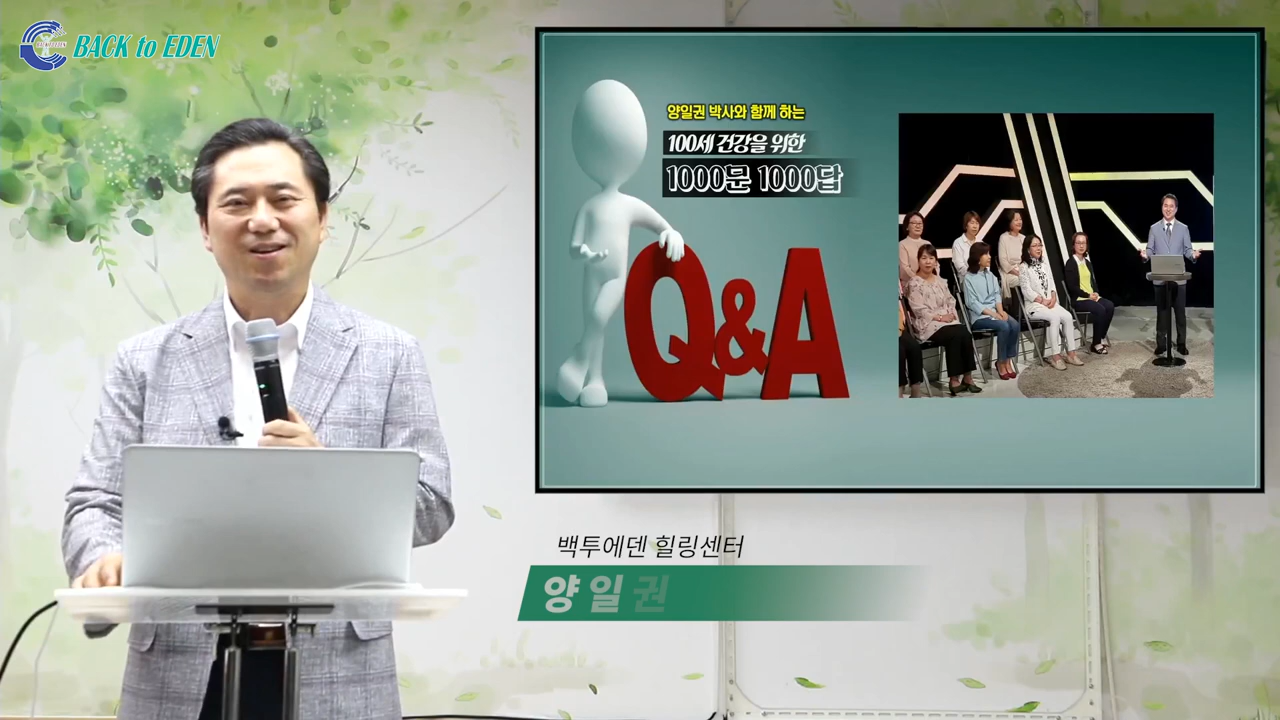 BACK to EDEN
양일권 박사와 함께 하는
100세 건강을 위한
1000문 1000답
Q&A
백투에덴 힐링센터
양일권